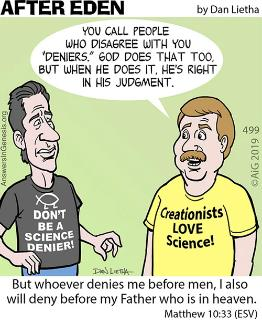 AFTER EDEN
by Dan Lietha
YOU CALL PEOPLE
WHO DISAGREE WITH YOU
"DENIERS." GOD DOES THAT TOO,
BUT WHEN HE DOES IT, HE'S RIGHT
IN HIS JUDGMENT.
AnswersInGenesis.org
499
©AiG 2019
DON'T
BE A
SCIENCE
DENIER!
Creationists
LOVE
Science!
DAN LIETHA
But whoever denies me before men, I also
will deny before my Father who is in heaven.
Matthew 10:33 (ESV)